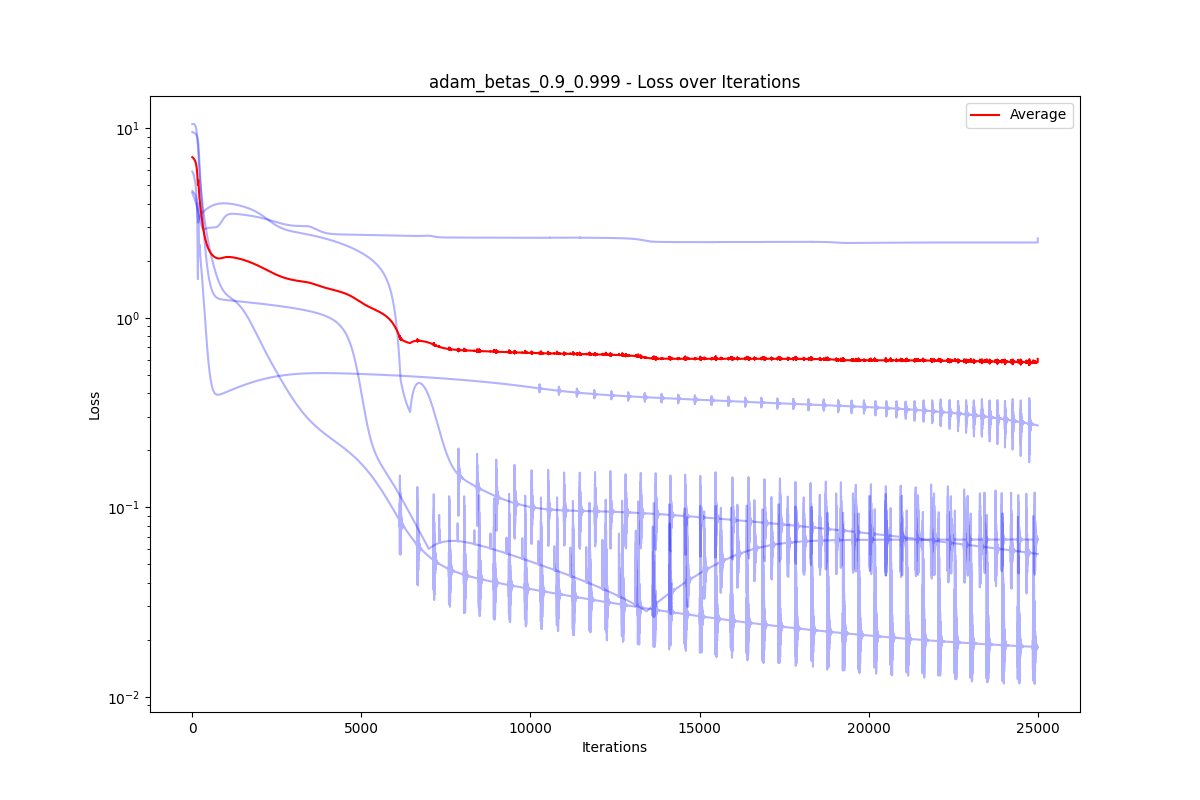 adam_betas_0.9_0.999 - Loss over Iterations
Average
10¹
10⁰
10⁻¹
10⁻²
Loss
0 5000 10000 15000 20000 25000
Iterations